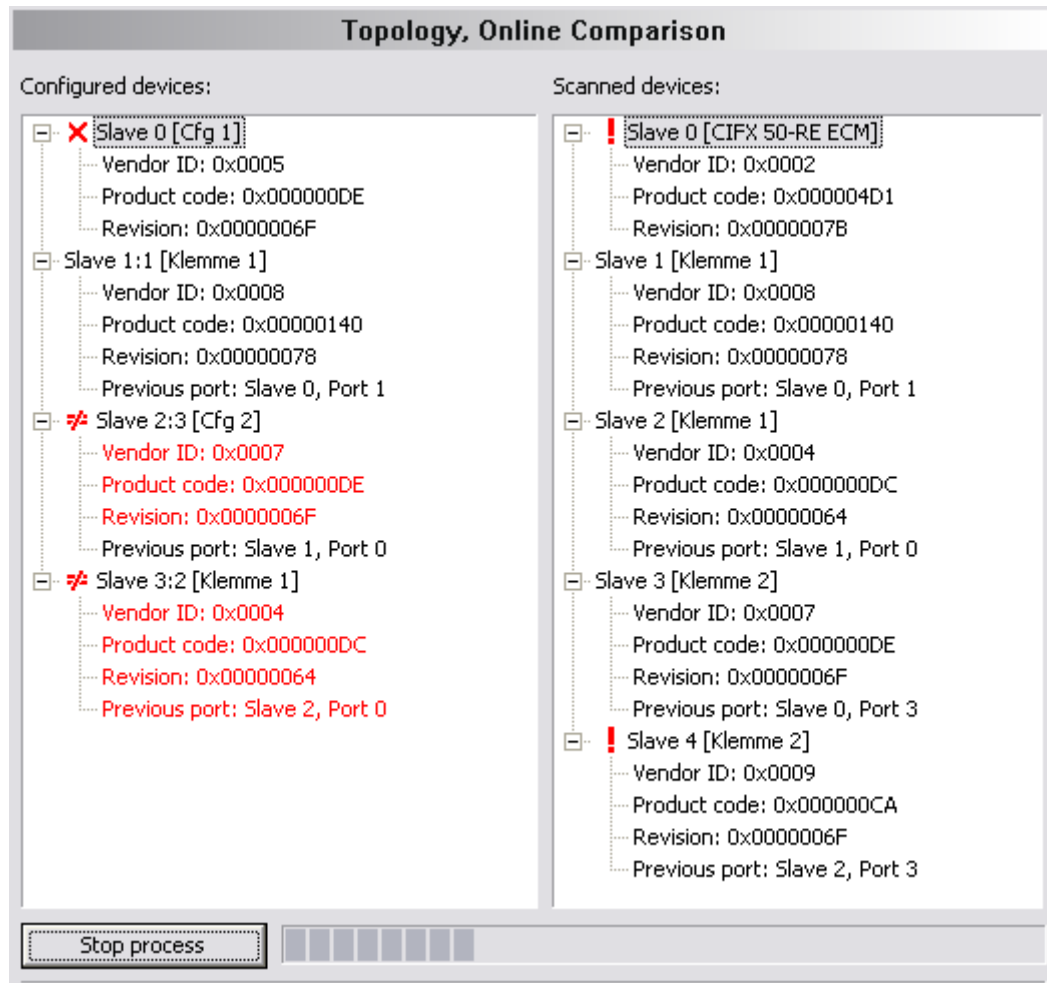 Topology, Online Comparison
Configured devices:
Slave 0 [Cfg 1]
Vendor ID: 0x0005
Product code: 0x000000DE
Revision: 0x0000006F
Slave 1:1 [Klemme 1]
Vendor ID: 0x0008
Product code: 0x00000140
Revision: 0x00000078
Previous port: Slave 0, Port 1
Slave 2:3 [Cfg 2]
Vendor ID: 0x0007
Product code: 0x000000DE
Revision: 0x0000006F
Previous port: Slave 1, Port 0
Slave 3:2 [Klemme 1]
Vendor ID: 0x0004
Product code: 0x000000DC
Revision: 0x00000064
Previous port: Slave 2, Port 0
Scanned devices:
Slave 0 [CIFX 50-RE ECM]
Vendor ID: 0x0002
Product code: 0x000004D1
Revision: 0x0000007B
Slave 1 [Klemme 1]
Vendor ID: 0x0008
Product code: 0x00000140
Revision: 0x00000078
Previous port: Slave 0, Port 1
Slave 2 [Klemme 1]
Vendor ID: 0x0004
Product code: 0x000000DC
Revision: 0x00000064
Previous port: Slave 1, Port 0
Slave 3 [Klemme 2]
Vendor ID: 0x0007
Product code: 0x000000DE
Revision: 0x0000006F
Previous port: Slave 0, Port 3
Slave 4 [Klemme 2]
Vendor ID: 0x0009
Product code: 0x000000CA
Revision: 0x0000006F
Previous port: Slave 2, Port 3
Stop process